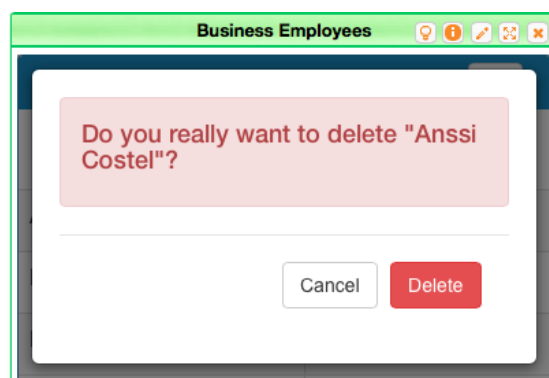 Business Employees
Do you really want to delete "Anssi
Costel"?
Cancel
Delete